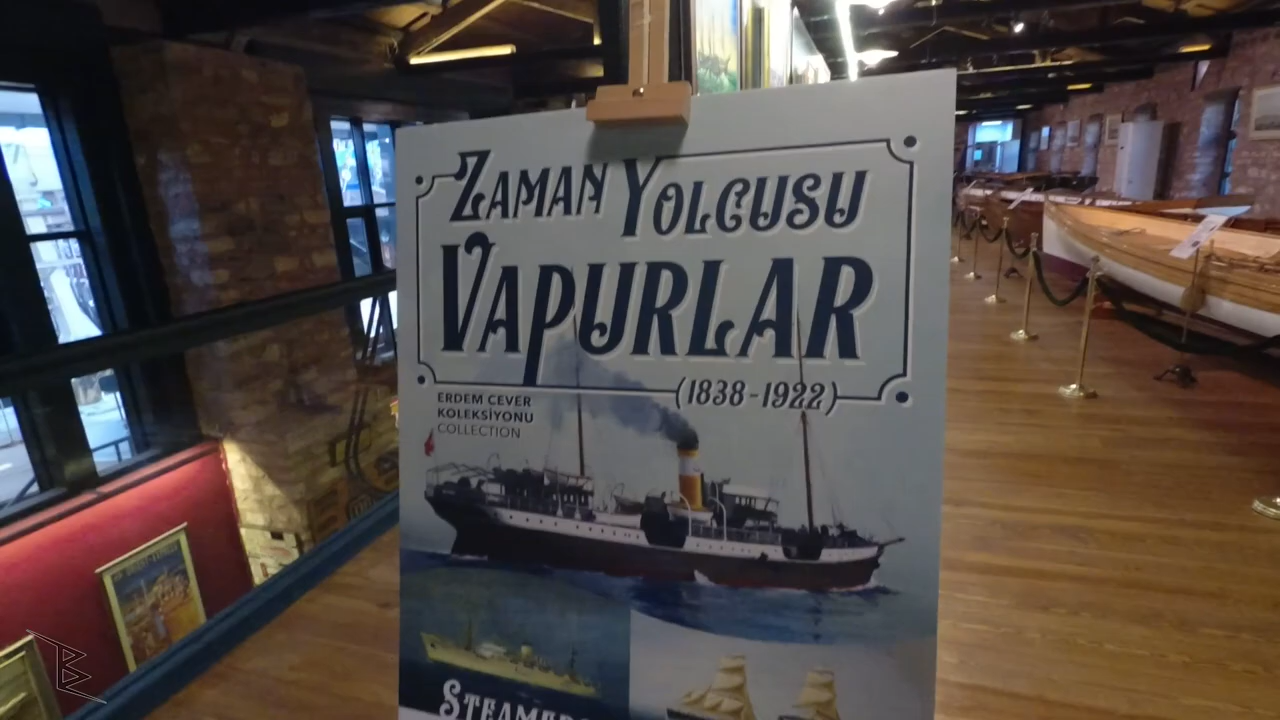 ZAMAN YOLCUSU
VAPURLAR
(1838-1922)
ERDEM CEVER
KOLEKSİYONU
COLLECTION